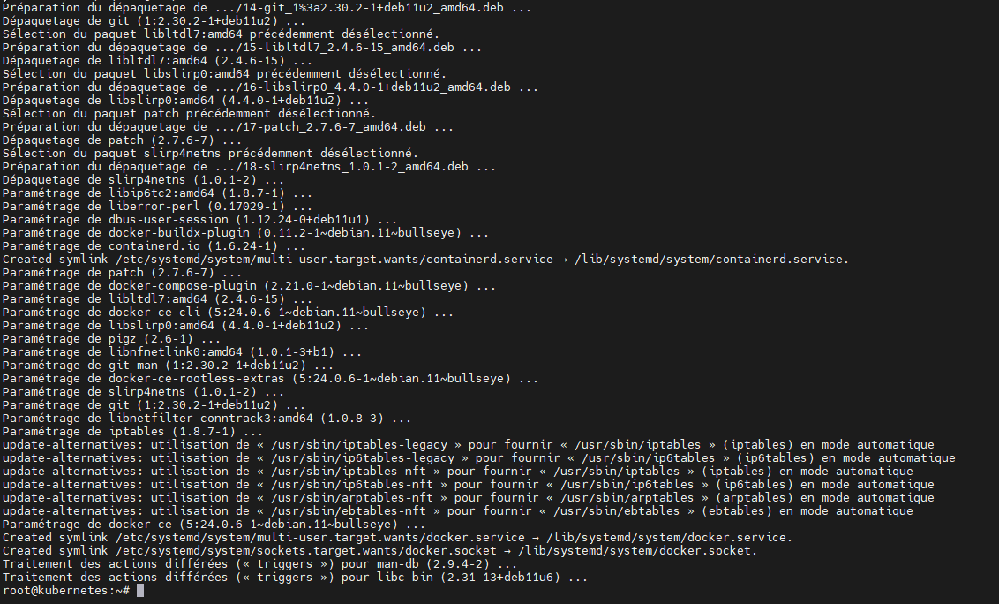 Préparation du dépaquetage de .../14-git_1%3a2.30.2-1+deb11u2_amd64.deb ...
Dépaquetage de git (1:2.30.2-1+deb11u2) ...
Sélection du paquet libltdl7:amd64 précédemment désélectionné.
Préparation du dépaquetage de .../15-libltdl7_2.4.6-15_amd64.deb ...
Dépaquetage de libltdl7:amd64 (2.4.6-15) ...
Sélection du paquet libslirp0:amd64 précédemment désélectionné.
Préparation du dépaquetage de .../16-libslirp0_4.4.0-1+deb11u2_amd64.deb ...
Dépaquetage de libslirp0:amd64 (4.4.0-1+deb11u2) ...
Sélection du paquet patch précédemment désélectionné.
Préparation du dépaquetage de .../17-patch_2.7.6-7_amd64.deb ...
Dépaquetage de patch (2.7.6-7) ...
Sélection du paquet slirp4netns précédemment désélectionné.
Préparation du dépaquetage de .../18-slirp4netns_1.0.1-2_amd64.deb ...
Dépaquetage de slirp4netns (1.0.1-2) ...
Paramétrage de libip6tc2:amd64 (1.8.7-1) ...
Paramétrage de liberror-perl (0.17029-1) ...
Paramétrage de dbus-user-session (1.12.24-0+deb11u1) ...
Paramétrage de docker-buildx-plugin (0.11.2-1~debian.11~bullseye) ...
Paramétrage de containerd.io (1.6.24-1) ...
Created symlink /etc/systemd/system/multi-user.target.wants/containerd.service → /lib/systemd/system/containerd.service.
Paramétrage de patch (2.7.6-7) ...
Paramétrage de docker-compose-plugin (2.21.0-1~debian.11~bullseye) ...
Paramétrage de libltdl7:amd64 (2.4.6-15) ...
Paramétrage de docker-ce-cli (5:24.0.6-1~debian.11~bullseye) ...
Paramétrage de libslirp0:amd64 (4.4.0-1+deb11u2) ...
Paramétrage de pigz (2.6-1) ...
Paramétrage de libnfnetlink0:amd64 (1.0.1-3+b1) ...
Paramétrage de git-man (1:2.30.2-1+deb11u2) ...
Paramétrage de docker-ce-rootless-extras (5:24.0.6-1~debian.11~bullseye) ...
Paramétrage de slirp4netns (1.0.1-2) ...
Paramétrage de git (1:2.30.2-1+deb11u2) ...
Paramétrage de libnetfilter-conntrack3:amd64 (1.0.8-3) ...
Paramétrage de iptables (1.8.7-1) ...
update-alternatives: utilisation de « /usr/sbin/iptables-legacy » pour fournir « /usr/sbin/iptables » (iptables) en mode automatique
update-alternatives: utilisation de « /usr/sbin/ip6tables-legacy » pour fournir « /usr/sbin/ip6tables » (ip6tables) en mode automatique
update-alternatives: utilisation de « /usr/sbin/iptables-nft » pour fournir « /usr/sbin/iptables » (iptables) en mode automatique
update-alternatives: utilisation de « /usr/sbin/ip6tables-nft » pour fournir « /usr/sbin/ip6tables » (ip6tables) en mode automatique
update-alternatives: utilisation de « /usr/sbin/arptables-nft » pour fournir « /usr/sbin/arptables » (arptables) en mode automatique
update-alternatives: utilisation de « /usr/sbin/ebtables-nft » pour fournir « /usr/sbin/ebtables » (ebtables) en mode automatique
Paramétrage de docker-ce (5:24.0.6-1~debian.11~bullseye) ...
Created symlink /etc/systemd/system/multi-user.target.wants/docker.service → /lib/systemd/system/docker.service.
Created symlink /etc/systemd/system/sockets.target.wants/docker.socket → /lib/systemd/system/docker.socket.
Traitement des actions différées (« triggers ») pour man-db (2.9.4-2) ...
Traitement des actions différées (« triggers ») pour libc-bin (2.31-13+deb11u6) ...
root@kubernetes:~#